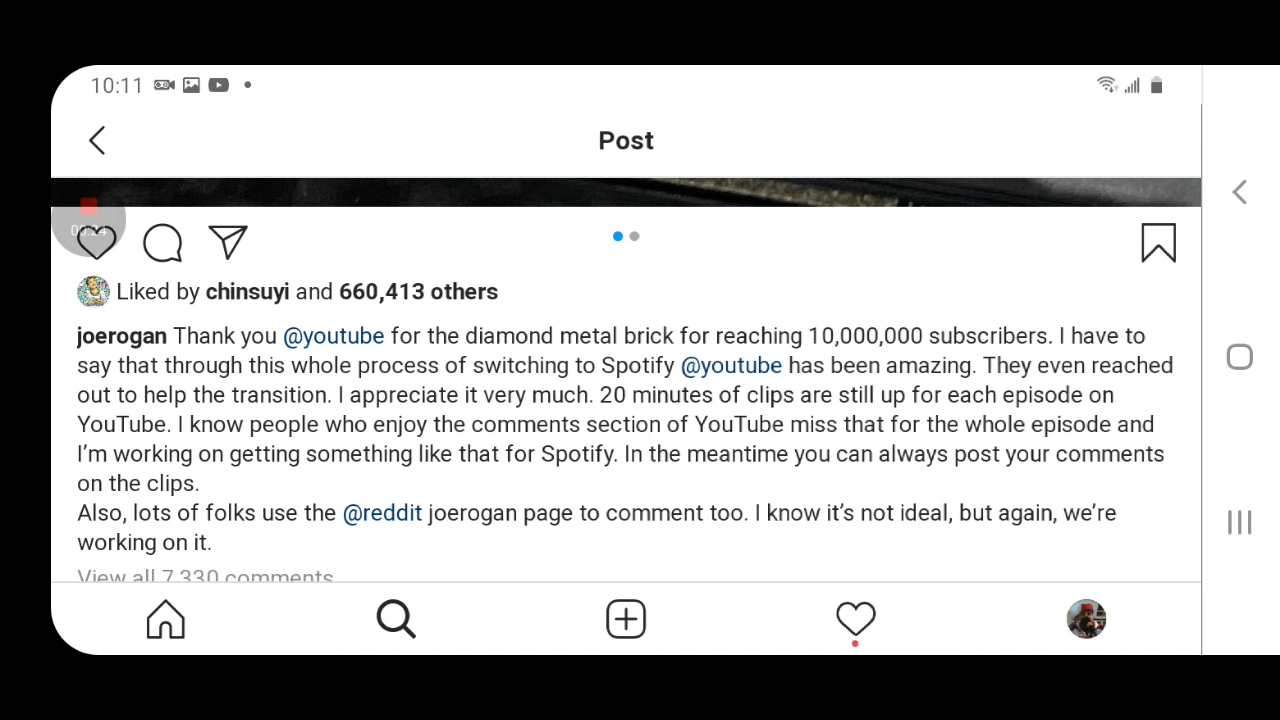 10:11
Post
00:24
Liked by chinsuyi and 660,413 others
joerogan Thank you @youtube for the diamond metal brick for reaching 10,000,000 subscribers. I have to
say that through this whole process of switching to Spotify @youtube has been amazing. They even reached
out to help the transition. I appreciate it very much. 20 minutes of clips are still up for each episode on
YouTube. I know people who enjoy the comments section of YouTube miss that for the whole episode and
I’m working on getting something like that for Spotify. In the meantime you can always post your comments
on the clips.
Also, lots of folks use the @reddit joerogan page to comment too. I know it’s not ideal, but again, we’re
working on it.
View all 7,330 comments